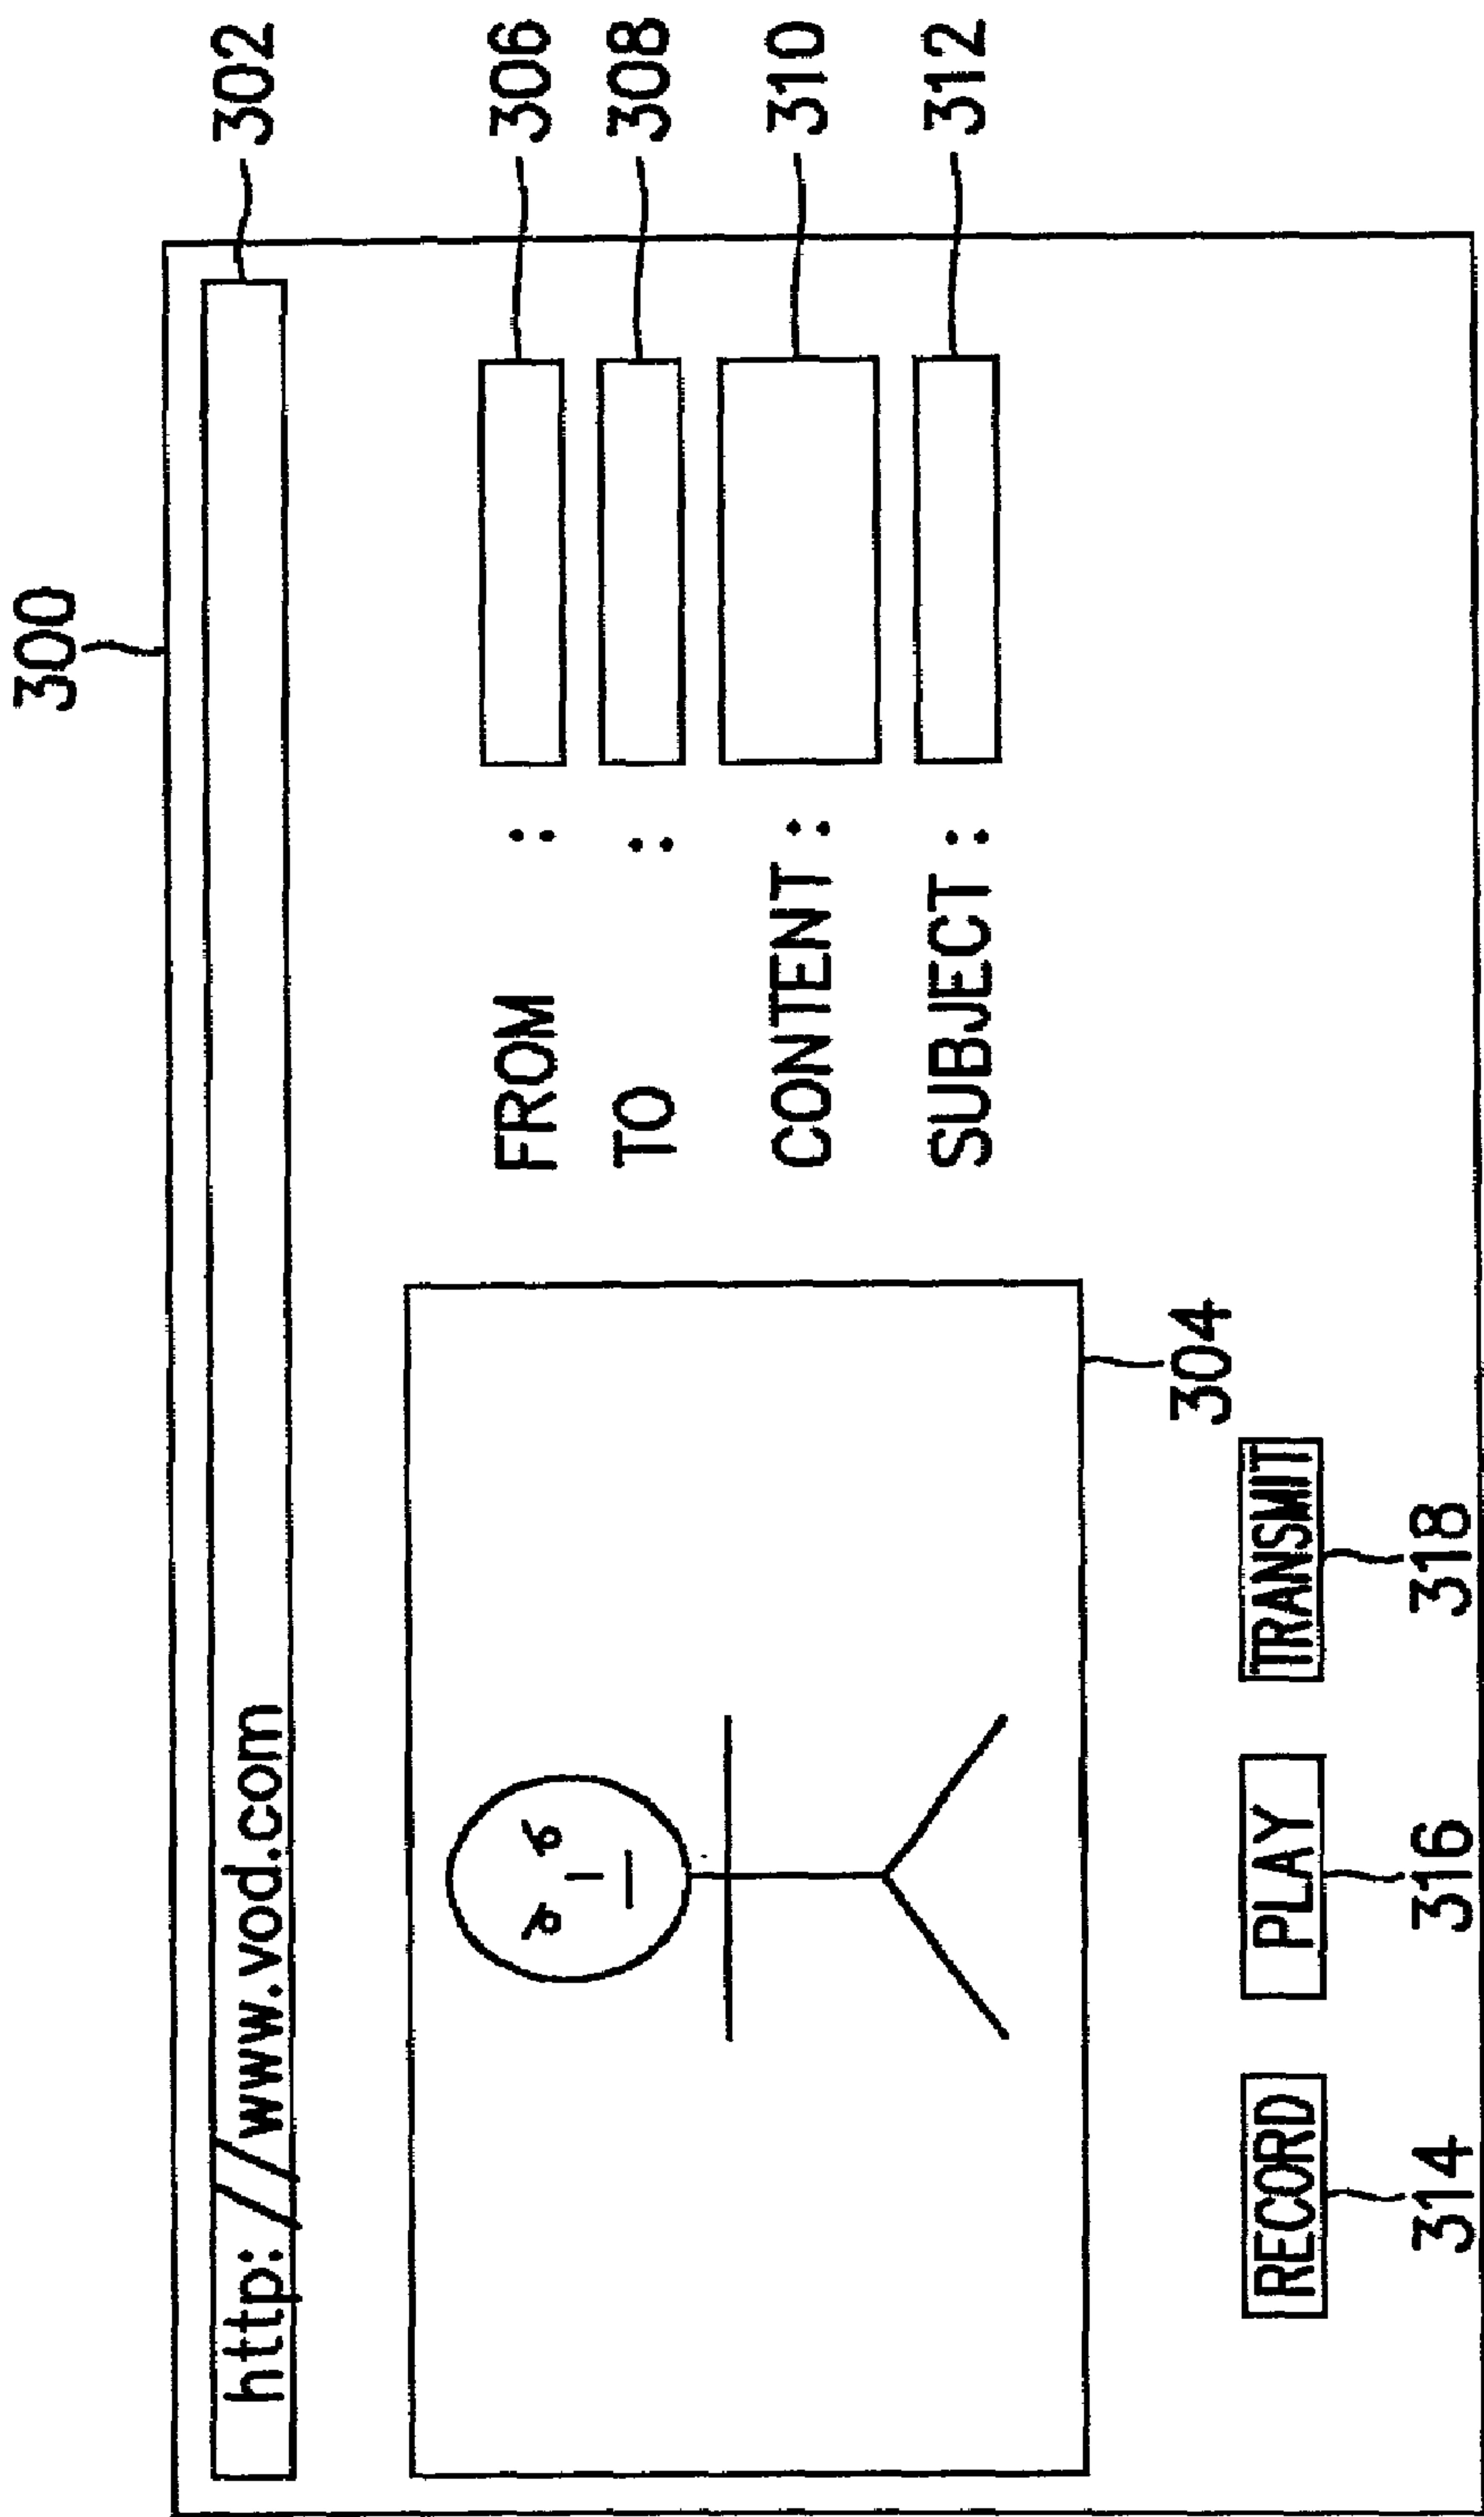 300
http: //www.vod.com
302
FROM :
306
TO :
308
CONTENT :
310
SUBJECT :
312
304
RECORD
PLAY
TRANSMIT
314
316
318